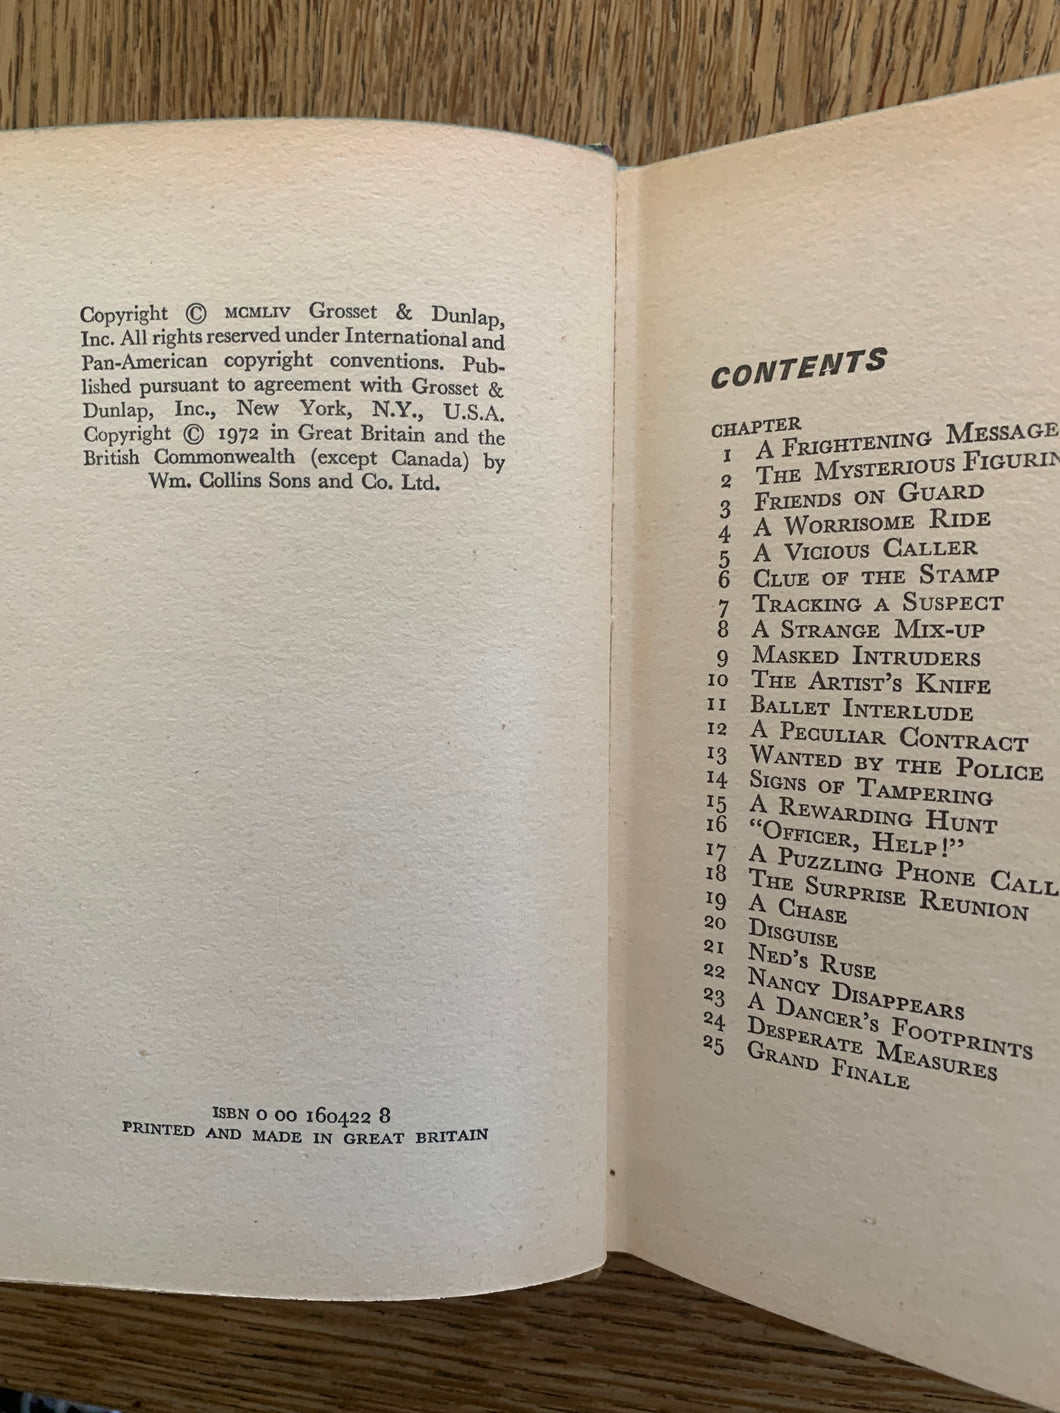 Copyright © MCMLIV Grosset & Dunlap,
Inc. All rights reserved under International and
Pan-American copyright conventions. Pub-
lished pursuant to agreement with Grosset &
Dunlap, Inc., New York, N.Y., U.S.A.
Copyright © 1972 in Great Britain and the
British Commonwealth (except Canada) by
Wm. Collins Sons and Co. Ltd.
ISBN 0 00 160422 8
PRINTED AND MADE IN GREAT BRITAIN
CONTENTS
CHAPTER
1 A FRIGHTENING MESSAGE
2 THE MYSTERIOUS FIGURIN
3 FRIENDS ON GUARD
4 A WORRISOME RIDE
5 A VICIOUS CALLER
6 CLUE OF THE STAMP
7 TRACKING A SUSPECT
8 A STRANGE MIX-UP
9 MASKED INTRUDERS
10 THE ARTIST'S KNIFE
11 BALLET INTERLUDE
12 A PECULIAR CONTRACT
13 WANTED BY THE POLICE
14 SIGNS OF TAMPERING
15 A REWARDING HUNT
16 "OFFICER, HELP!"
17 A PUZZLING PHONE CALL
18 THE SURPRISE REUNION
19 A CHASE
20 DISGUISE
21 NED'S RUSE
22 NANCY DISAPPEARS
23 A DANCER'S FOOTPRINTS
24 DESPERATE MEASURES
25 GRAND FINALE